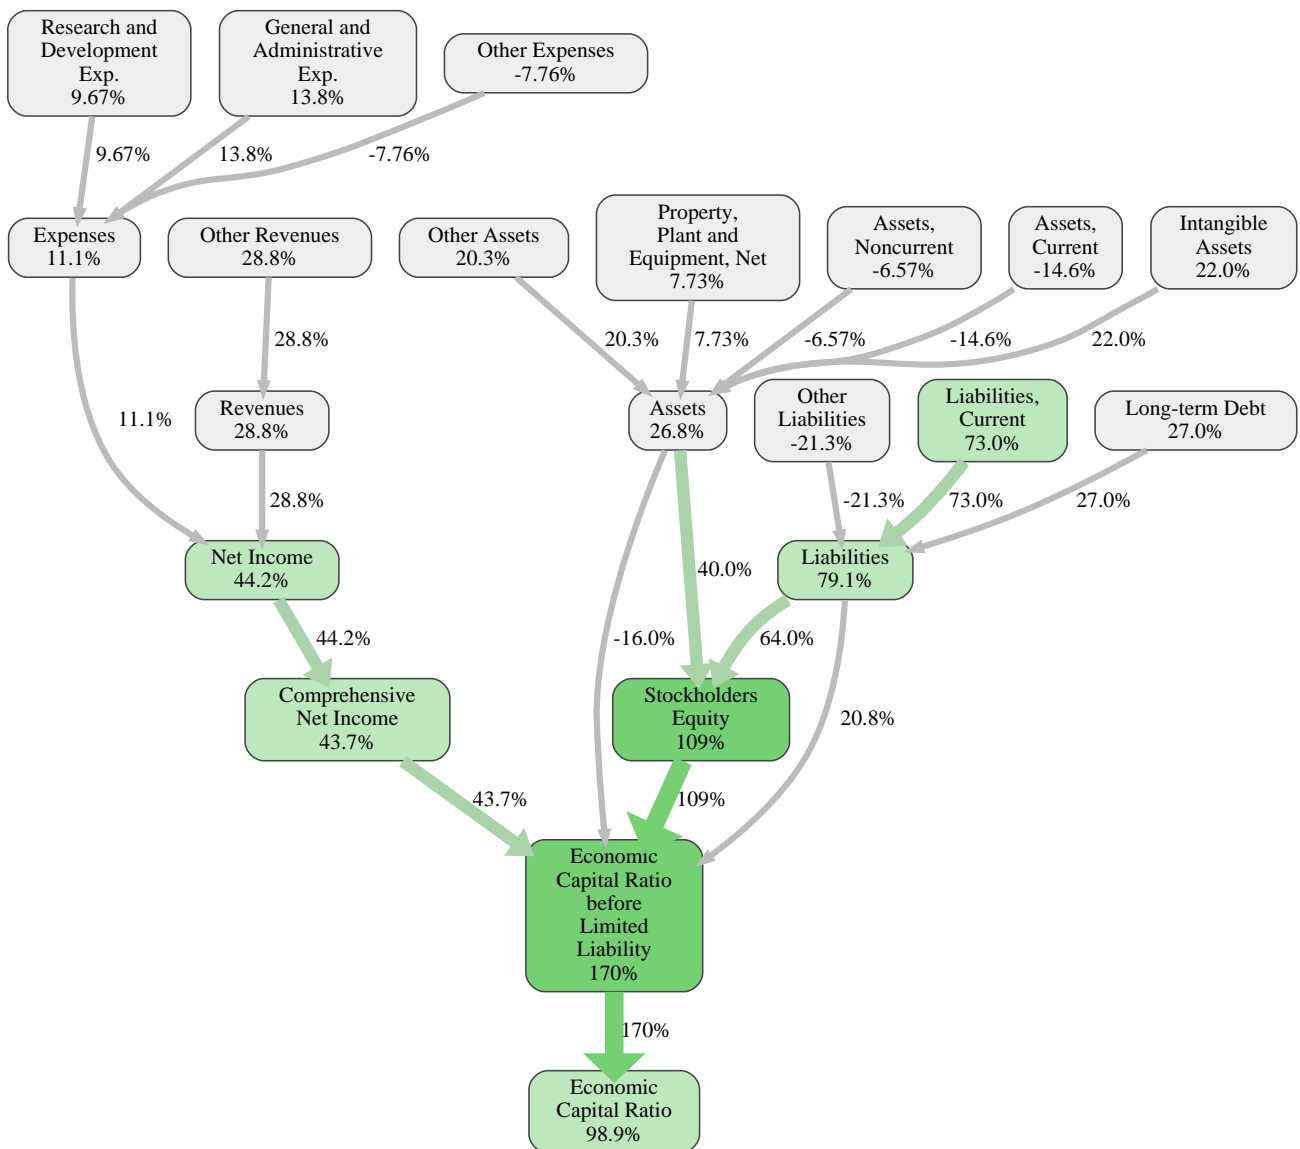 Research and
Development
Exp.
9.67%
General and
Administrative
Exp.
13.8%
Other Expenses
-7.76%
9.67%
13.8%
-7.76%
Expenses
11.1%
Other Revenues
28.8%
Other Assets
20.3%
Property,
Plant and
Equipment, Net
7.73%
Assets,
Noncurrent
-6.57%
Assets,
Current
-14.6%
Intangible
Assets
22.0%
28.8%
20.3%
7.73%
-6.57%
-14.6%
22.0%
11.1%
Revenues
28.8%
Assets
26.8%
Other
Liabilities
-21.3%
Liabilities,
Current
73.0%
Long-term Debt
27.0%
28.8%
-21.3%
73.0%
27.0%
Net Income
44.2%
40.0%
Liabilities
79.1%
44.2%
-16.0%
64.0%
Comprehensive
Net Income
43.7%
Stockholders
Equity
109%
20.8%
43.7%
109%
Economic
Capital Ratio
before
Limited
Liability
170%
170%
Economic
Capital Ratio
98.9%